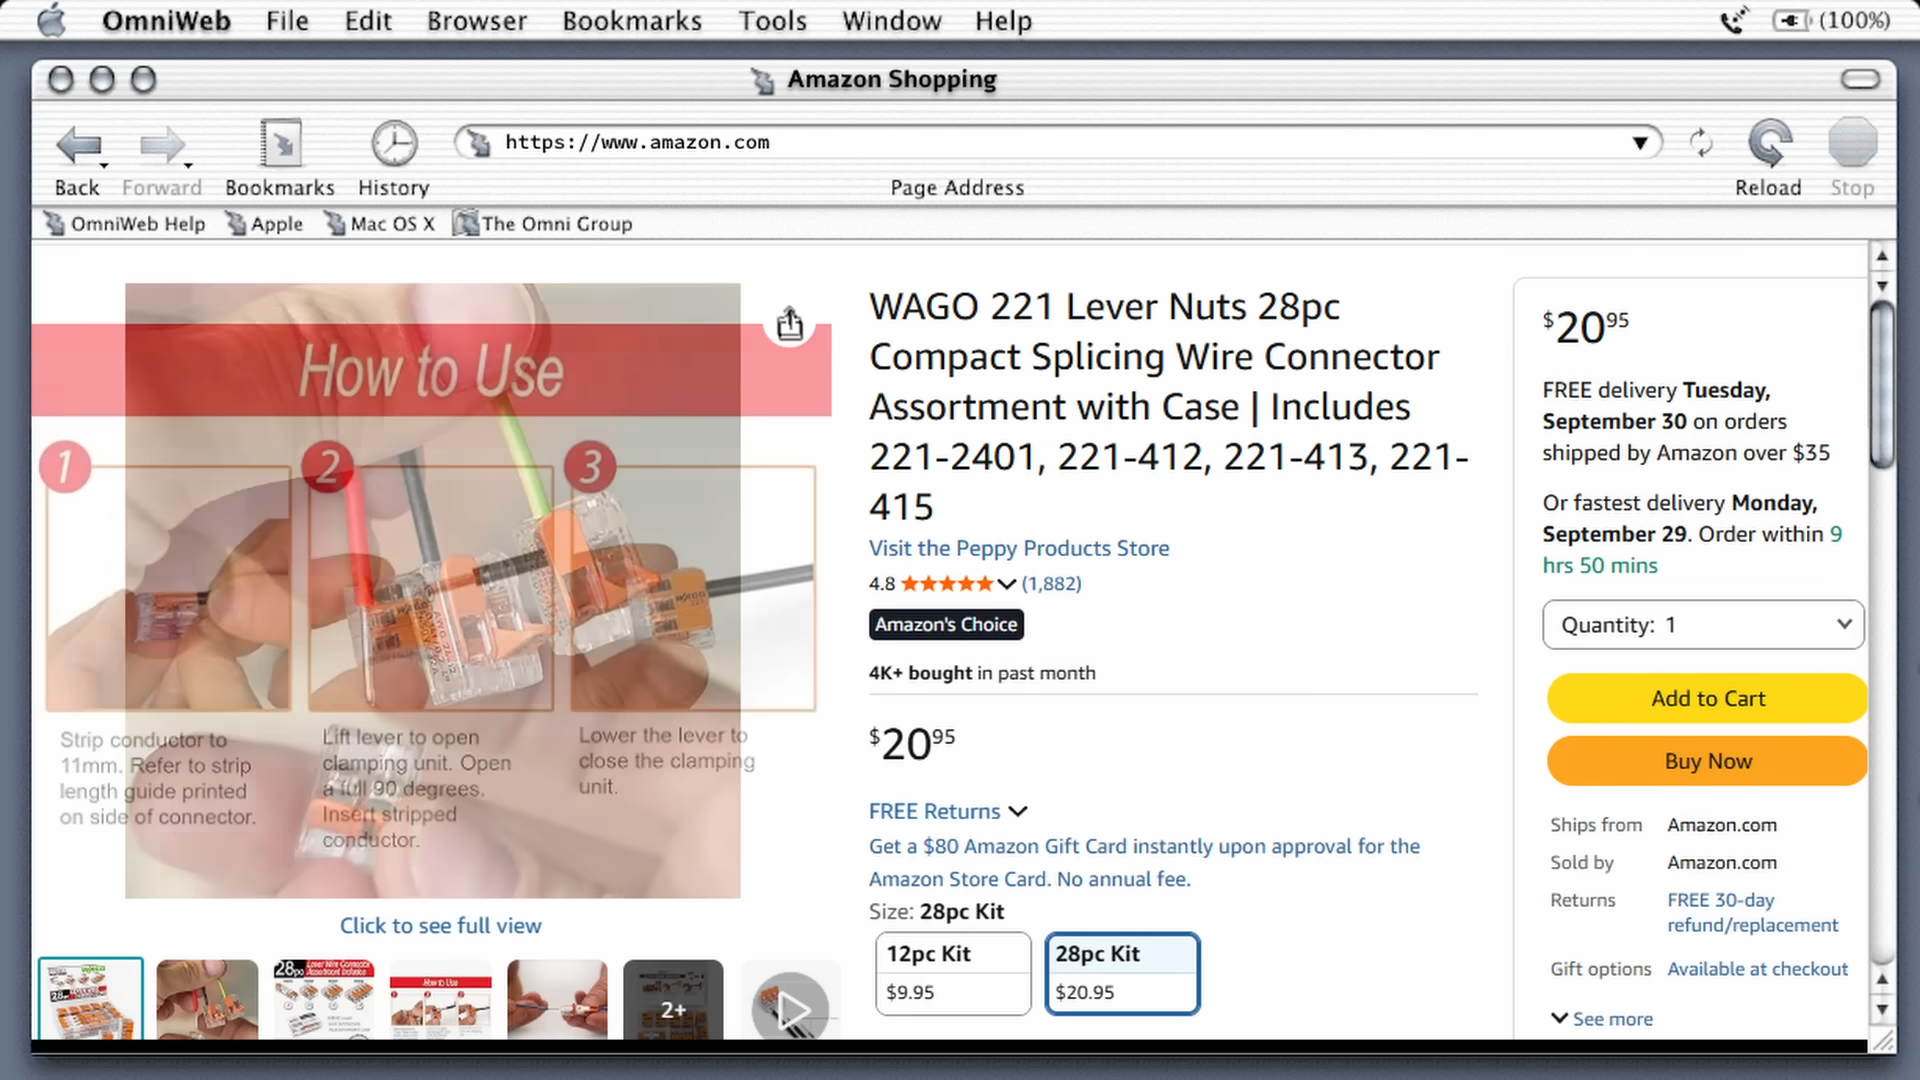 OmniWeb File Edit Browser Bookmarks Tools Window Help
(100%)
Amazon Shopping
https://www.amazon.com
Back Forward Bookmarks History Page Address Reload Stop
OmniWeb Help Apple Mac OS X The Omni Group
How to Use
1 2 3
Strip conductor to
11mm. Refer to strip
length guide printed
on side of connector.
Lift lever to open
clamping unit. Open
a full 90 degrees.
Insert stripped
conductor.
Lower the lever to
close the clamping
unit.
Click to see full view
2+
WAGO 221 Lever Nuts 28pc
Compact Splicing Wire Connector
Assortment with Case | Includes
221-2401, 221-412, 221-413, 221-
415
Visit the Peppy Products Store
4.8 (1,882)
Amazon's Choice
4K+ bought in past month
$20 95
FREE Returns
Get a $80 Amazon Gift Card instantly upon approval for the
Amazon Store Card. No annual fee.
Size: 28pc Kit
12pc Kit
$9.95
28pc Kit
$20.95
$20 95
FREE delivery Tuesday,
September 30 on orders
shipped by Amazon over $35
Or fastest delivery Monday,
September 29. Order within 9
hrs 50 mins
Quantity: 1
Add to Cart
Buy Now
Ships from Amazon.com
Sold by Amazon.com
Returns FREE 30-day
refund/replacement
Gift options Available at checkout
See more